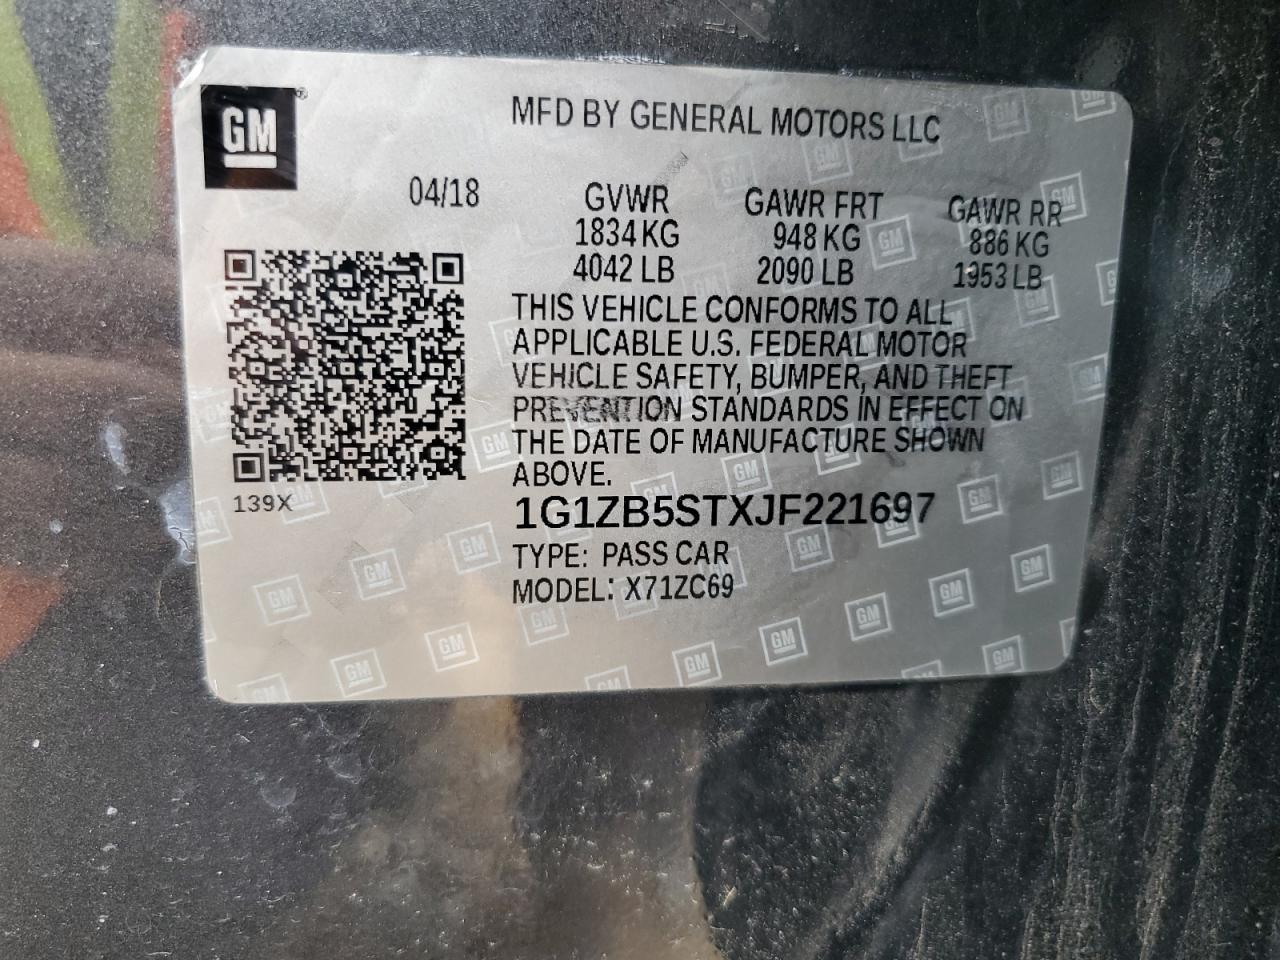 GM®
MFD BY GENERAL MOTORS LLC
04/18
GVWR GAWR FRT GAWR RR
1834 KG 948 KG 886 KG
4042 LB 2090 LB 1953 LB
THIS VEHICLE CONFORMS TO ALL
APPLICABLE U.S. FEDERAL MOTOR
VEHICLE SAFETY, BUMPER, AND THEFT
PREVENTION STANDARDS IN EFFECT ON
THE DATE OF MANUFACTURE SHOWN
ABOVE.
139X
1G1ZB5STXJF221697
TYPE: PASS CAR
MODEL: X71ZC69